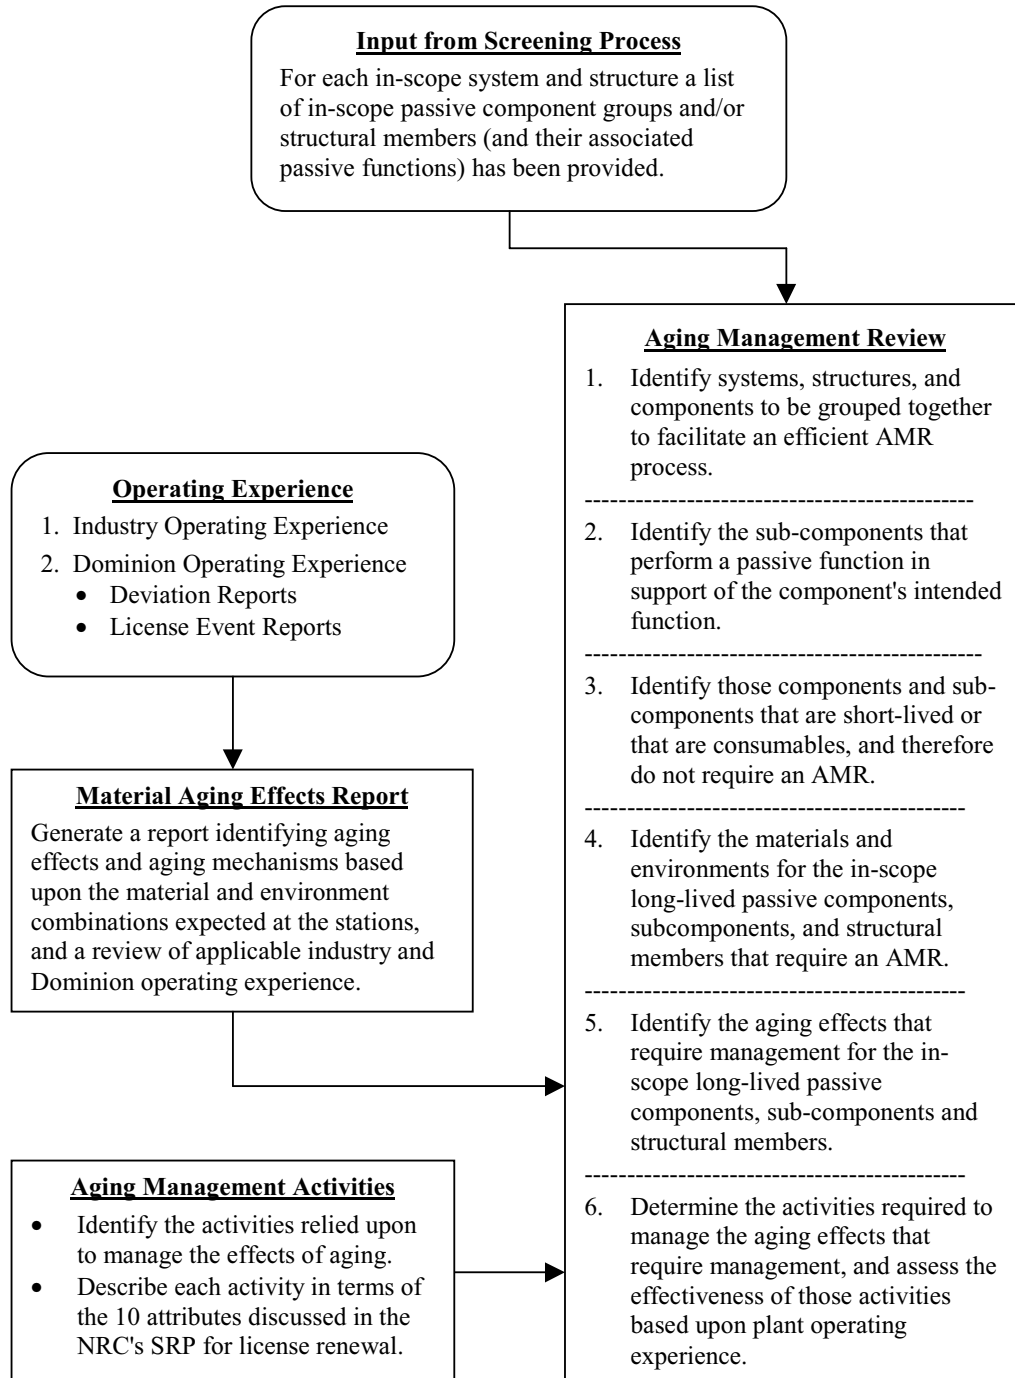 Input from Screening Process
For each in-scope system and structure a list
of in-scope passive component groups and/or
structural members (and their associated
passive functions) has been provided.
Operating Experience
1. Industry Operating Experience
2. Dominion Operating Experience
• Deviation Reports
• License Event Reports
Material Aging Effects Report
Generate a report identifying aging
effects and aging mechanisms based
upon the material and environment
combinations expected at the stations,
and a review of applicable industry and
Dominion operating experience.
Aging Management Activities
• Identify the activities relied upon
to manage the effects of aging.
• Describe each activity in terms of
the 10 attributes discussed in the
NRC's SRP for license renewal.
Aging Management Review
1. Identify systems, structures, and
components to be grouped together
to facilitate an efficient AMR
process.
2. Identify the sub-components that
perform a passive function in
support of the component's intended
function.
3. Identify those components and sub-
components that are short-lived or
that are consumables, and therefore
do not require an AMR.
4. Identify the materials and
environments for the in-scope
long-lived passive components,
subcomponents, and structural
members that require an AMR.
5. Identify the aging effects that
require management for the in-
scope long-lived passive
components, sub-components and
structural members.
6. Determine the activities required to
manage the aging effects that
require management, and assess the
effectiveness of those activities
based upon plant operating
experience.